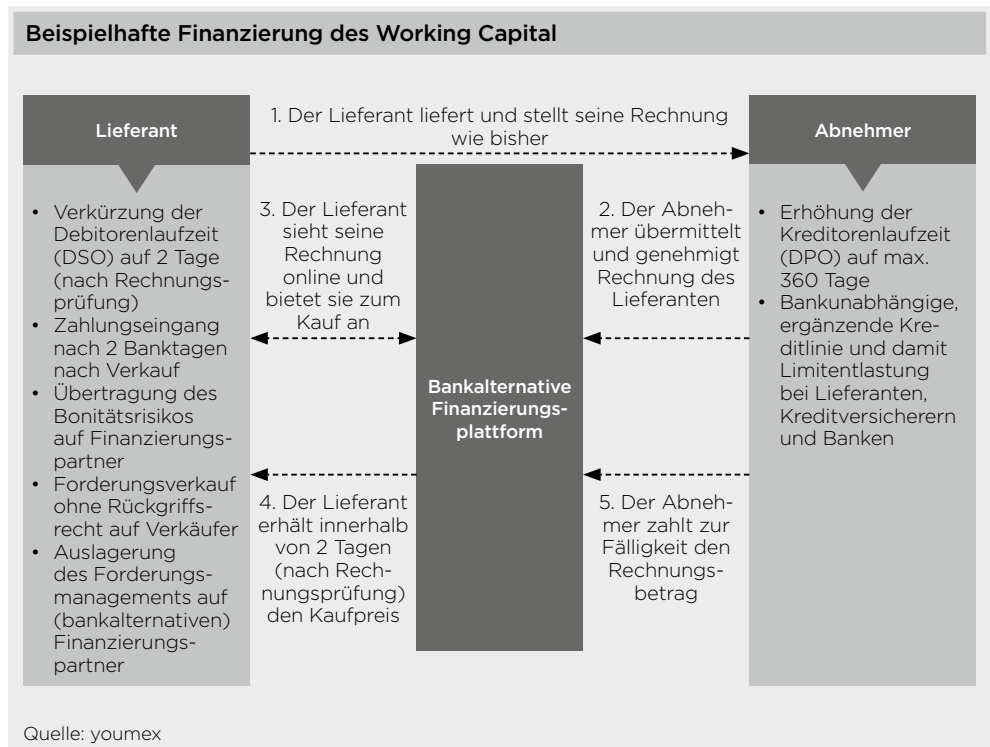 Beispielhafte Finanzierung des Working Capital
Lieferant
1. Der Lieferant liefert und stellt seine Rechnung
wie bisher
Abnehmer
• Verkürzung der
Debitorenlaufzeit
(DSO) auf 2 Tage
(nach Rechnungs-
prüfung)
• Zahlungseingang
nach 2 Banktagen
nach Verkauf
• Übertragung des
Bonitätsrisikos
auf Finanzierungs-
partner
• Forderungsverkauf
ohne Rückgriffs-
recht auf Verkäufer
• Auslagerung
des Forderungs-
managements auf
(bankalternativen)
Finanzierungs-
partner
3. Der Lieferant
sieht seine
Rechnung
online und
bietet sie zum
Kauf an
4. Der Lieferant
erhält innerhalb
von 2 Tagen
(nach Rech-
nungsprüfung)
den Kaufpreis
Bankalternative
Finanzierungs-
plattform
2. Der Abneh-
mer übermittelt
und genehmigt
Rechnung des
Lieferanten
5. Der Abneh-
mer zahlt zur
Fälligkeit den
Rechnungs-
betrag
• Erhöhung der
Kreditorenlaufzeit
(DPO) auf max.
360 Tage
• Bankunabhängige,
ergänzende Kre-
ditlinie und damit
Limitentlastung
bei Lieferanten,
Kreditversicherern
und Banken
Quelle: youmex